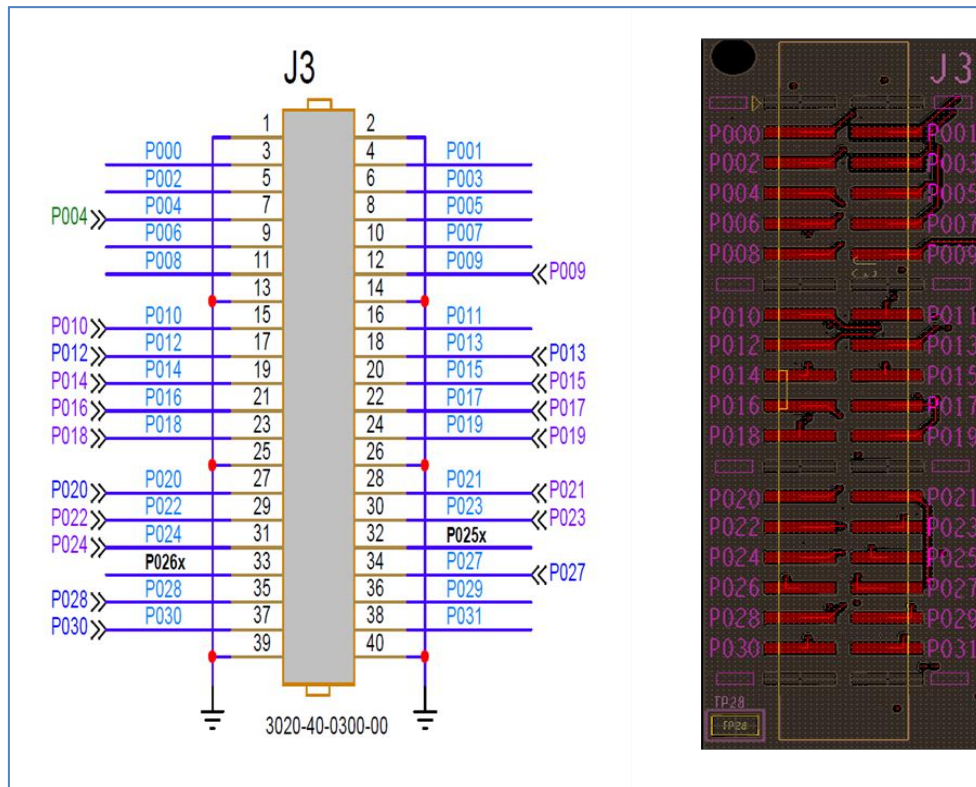 J3
1 2
P000 3 4 P001
P002 5 6 P003
P004 P004 7 8 P005
P006 9 10 P007
P008 11 12 P009 P009
13 14
P010 P010 15 16 P011
P012 P012 17 18 P013 P013
P014 P014 19 20 P015 P015
P016 P016 21 22 P017 P017
P018 P018 23 24 P019 P019
25 26
P020 P020 27 28 P021 P021
P022 P022 29 30 P023 P023
P024 P024 31 32 P025x
P026x 33 34 P027 P027
P028 P028 35 36 P029
P030 P030 37 38 P031
39 40
3020-40-0300-00
J3
P000 P001
P002 P003
P004 P005
P006 P007
P008 P009
P010 P011
P012 P013
P014 P015
P016 P017
P018 P019
P020 P021
P022 P023
P024 P025
P026 P027
P028 P029
P030 P031
TP28
TP28